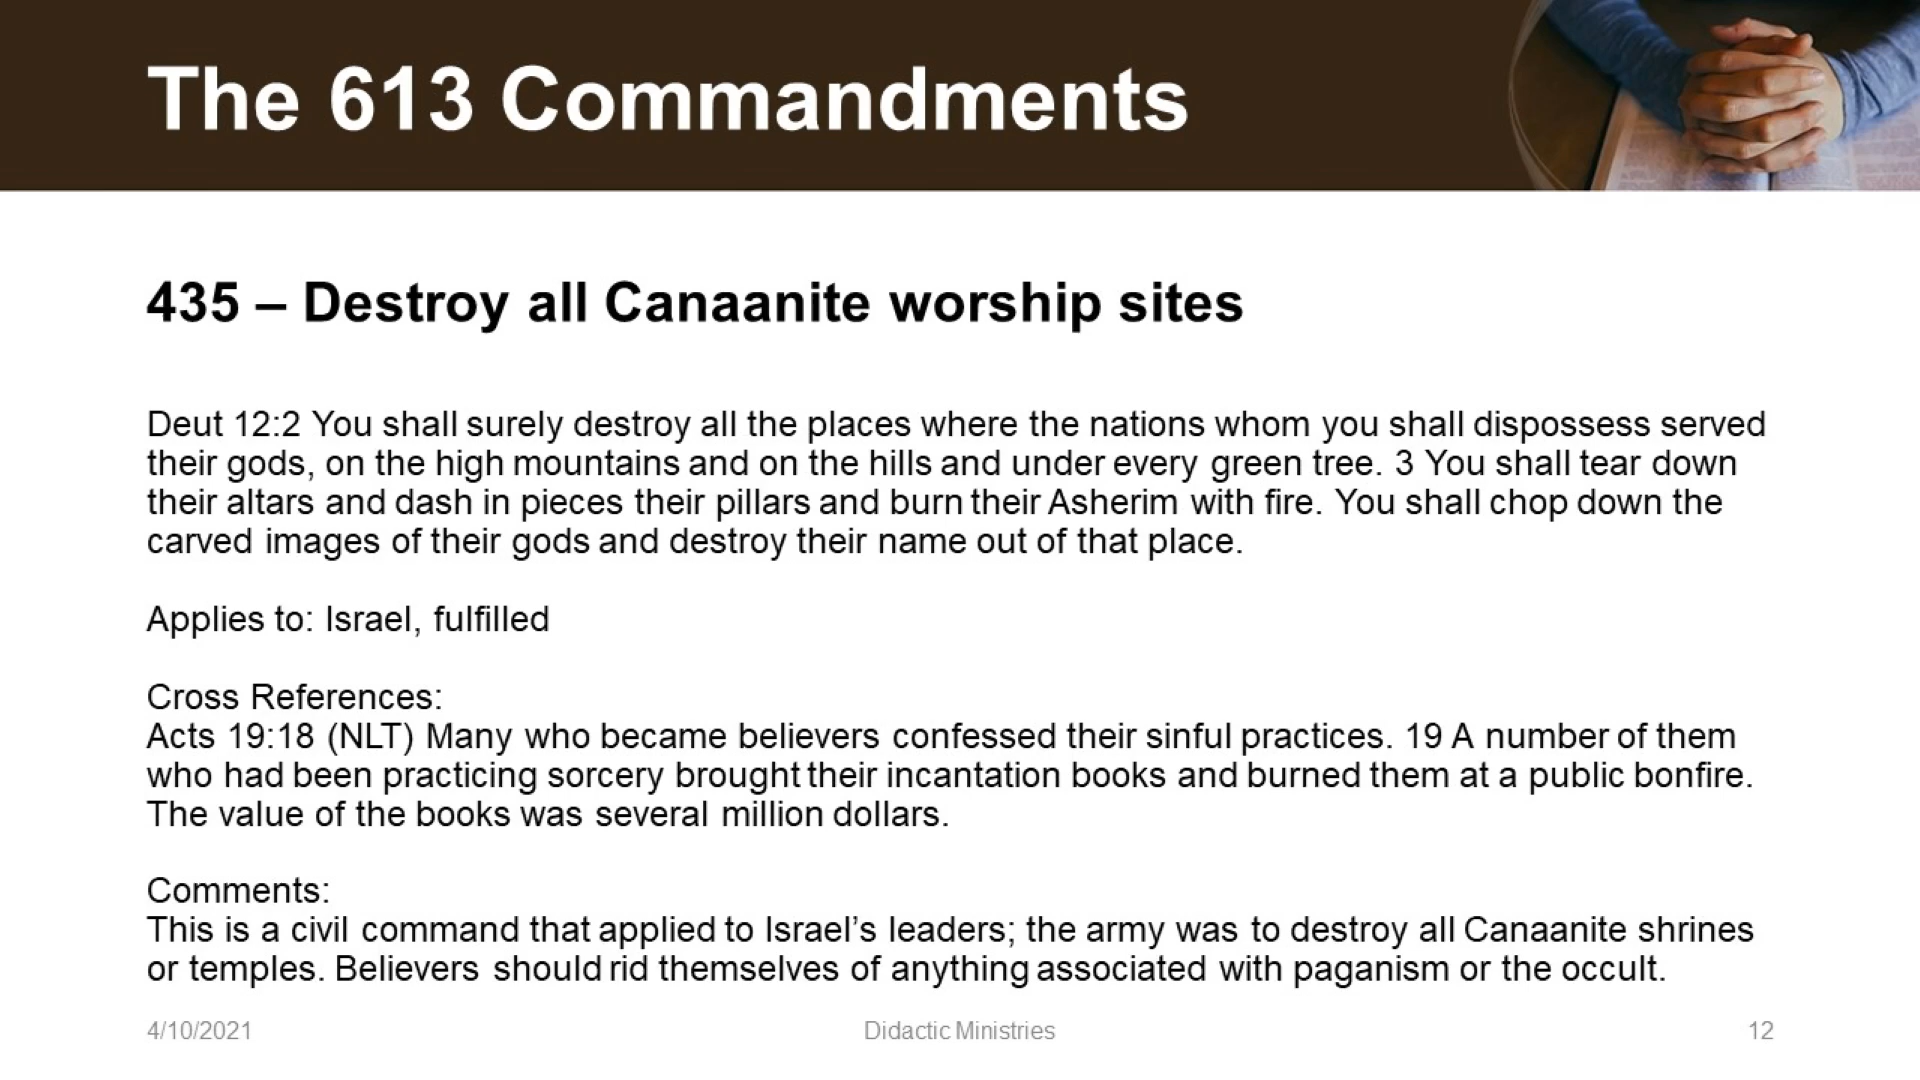 The 613 Commandments
435 – Destroy all Canaanite worship sites
Deut 12:2 You shall surely destroy all the places where the nations whom you shall dispossess served
their gods, on the high mountains and on the hills and under every green tree. 3 You shall tear down
their altars and dash in pieces their pillars and burn their Asherim with fire. You shall chop down the
carved images of their gods and destroy their name out of that place.
Applies to: Israel, fulfilled
Cross References:
Acts 19:18 (NLT) Many who became believers confessed their sinful practices. 19 A number of them
who had been practicing sorcery brought their incantation books and burned them at a public bonfire.
The value of the books was several million dollars.
Comments:
This is a civil command that applied to Israel’s leaders; the army was to destroy all Canaanite shrines
or temples. Believers should rid themselves of anything associated with paganism or the occult.
4/10/2021
Didactic Ministries
12